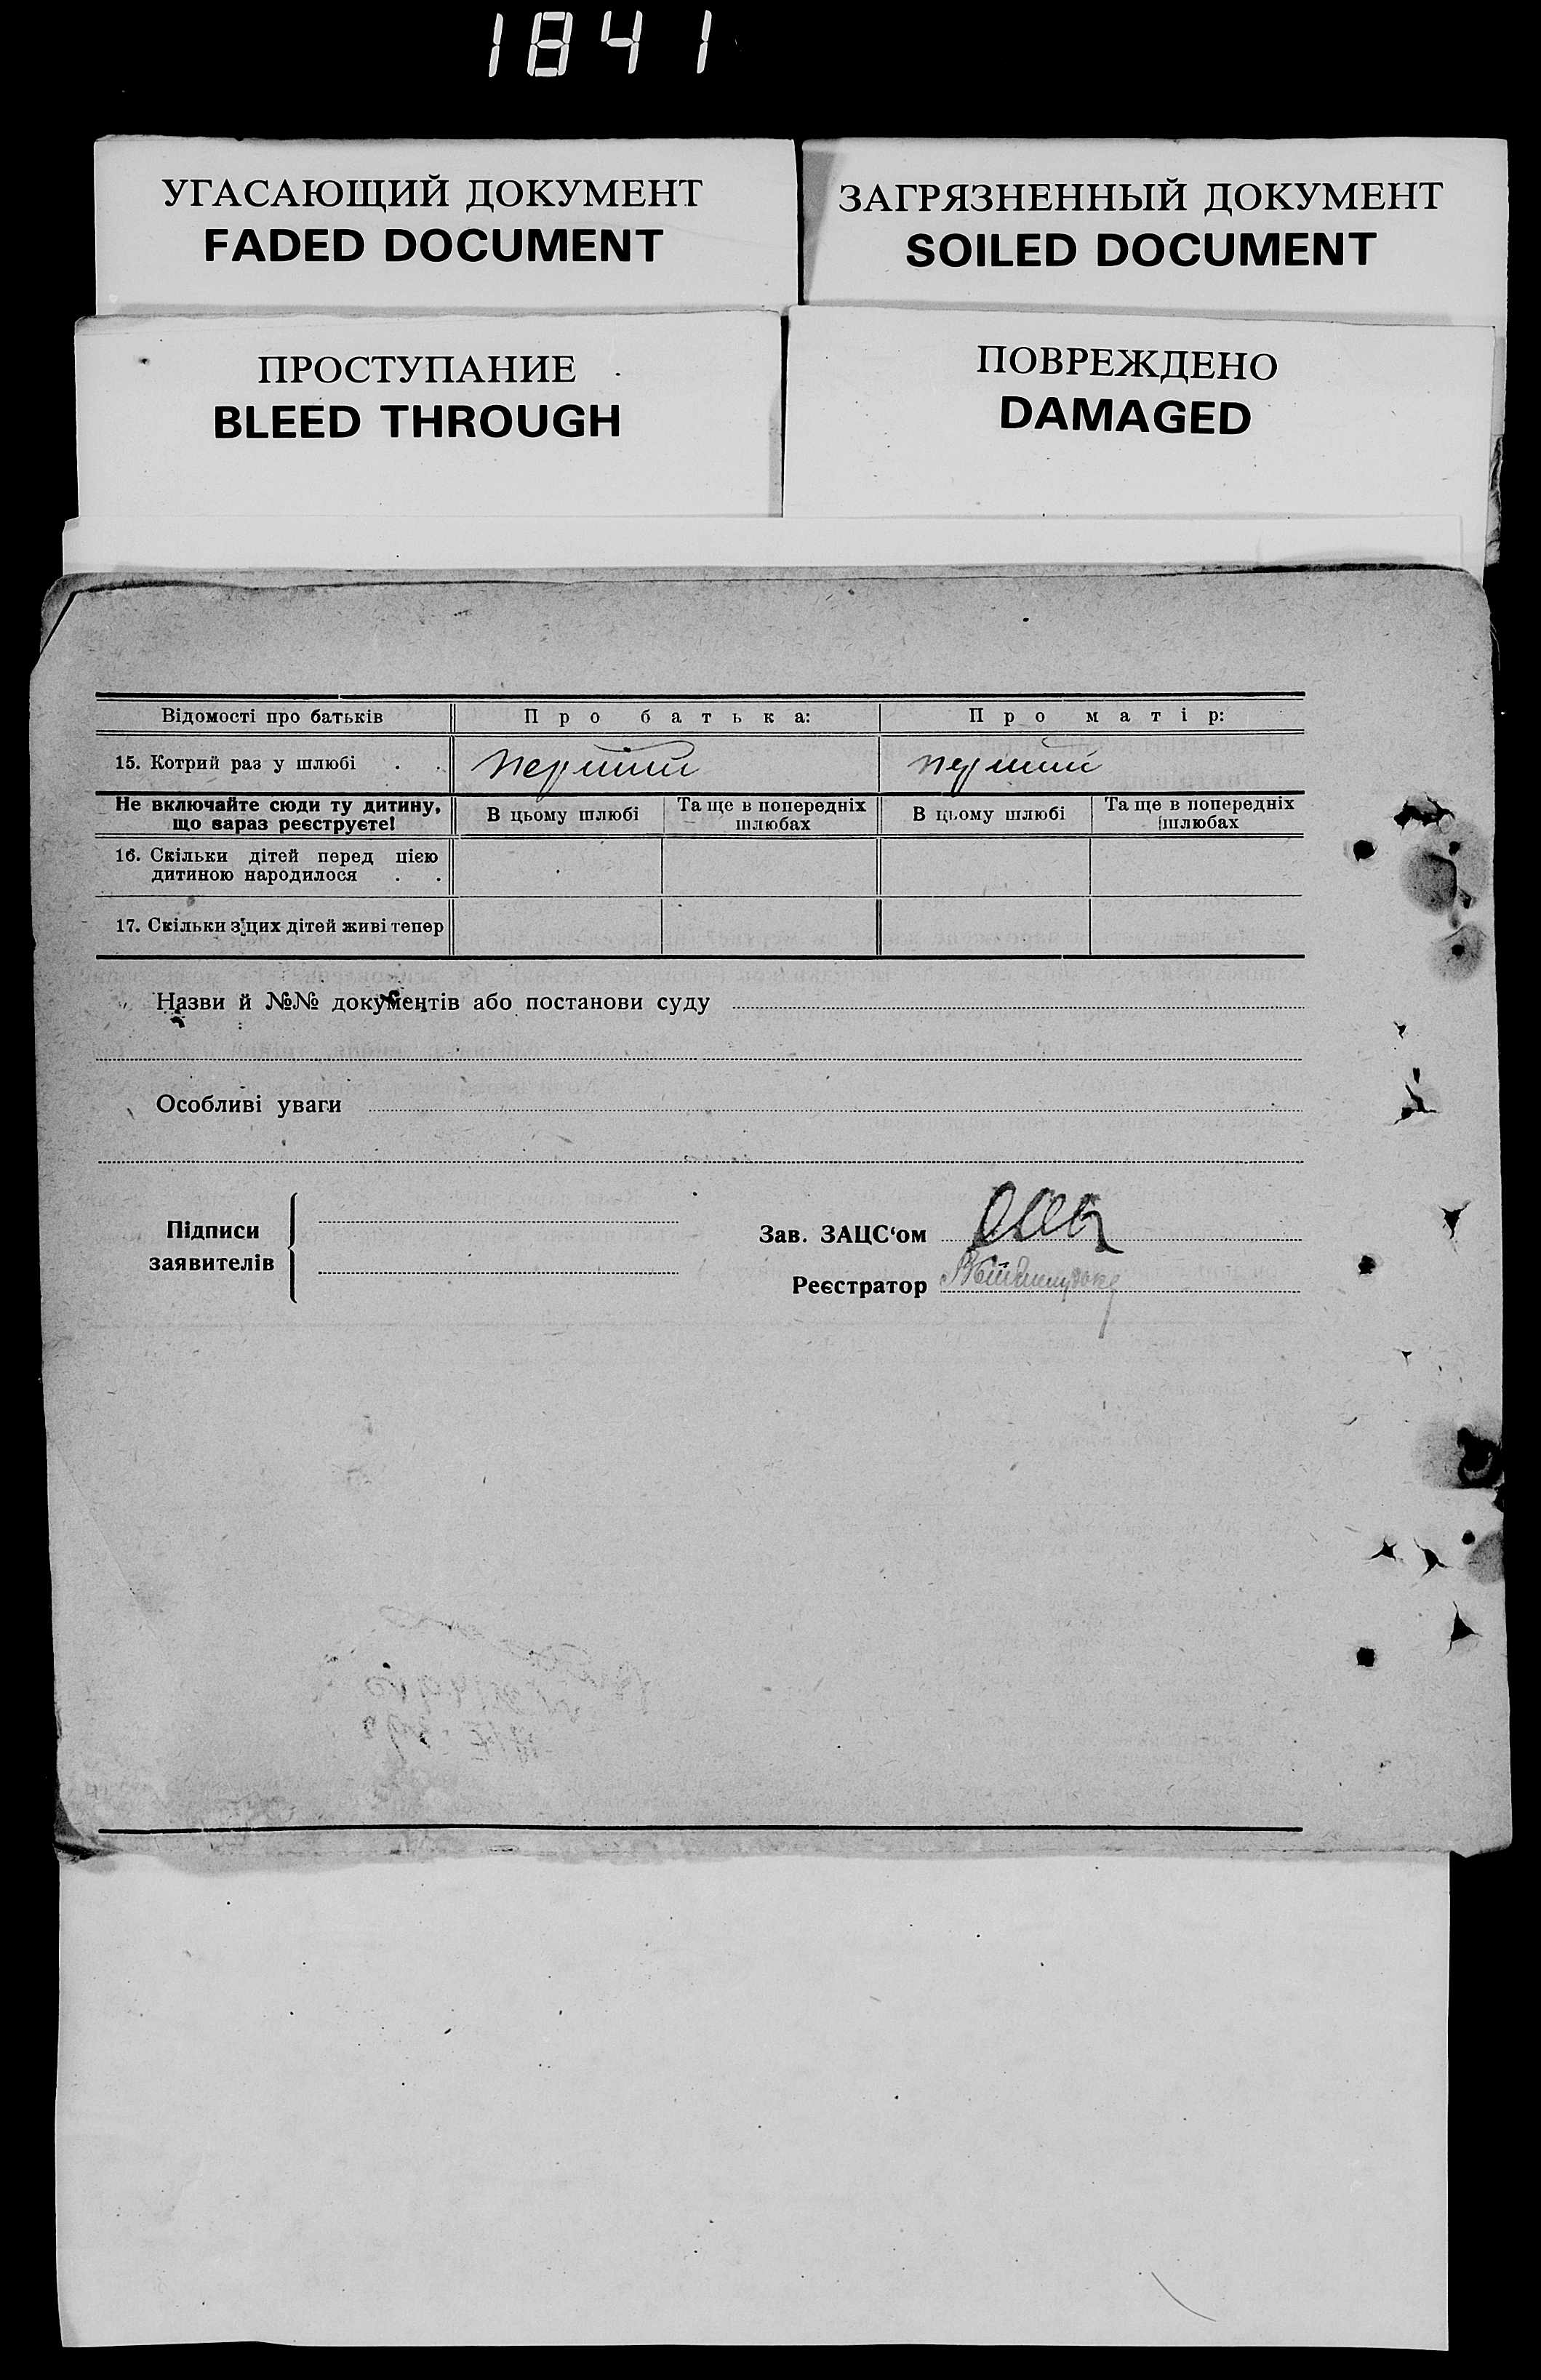 1841
УГАСАЮЩИЙ ДОКУМЕНТ
FADED DOCUMENT
ЗАГРЯЗНЕННЫЙ ДОКУМЕНТ
SOILED DOCUMENT
ПРОСТУПАНИЕ
BLEED THROUGH
ПОВРЕЖДЕНО
DAMAGED
Відомості про батьків
Про батька:
Про матір:
15. Котрий раз у шлюбі . .
перший
перший
Не включайте сюди ту дитину,
що зараз реєструєте!
В цьому шлюбі
Та ще в попередніх
шлюбах
В цьому шлюбі
Та ще в попередніх
шлюбах
16. Скільки дітей перед цією
дитиною народилося . .
17. Скільки з цих дітей живі тепер
Назви й №№ документів або постанови суду
Особливі уваги
Підписи
заявителів
Зав. ЗАЦС‘ом
Реєстратор